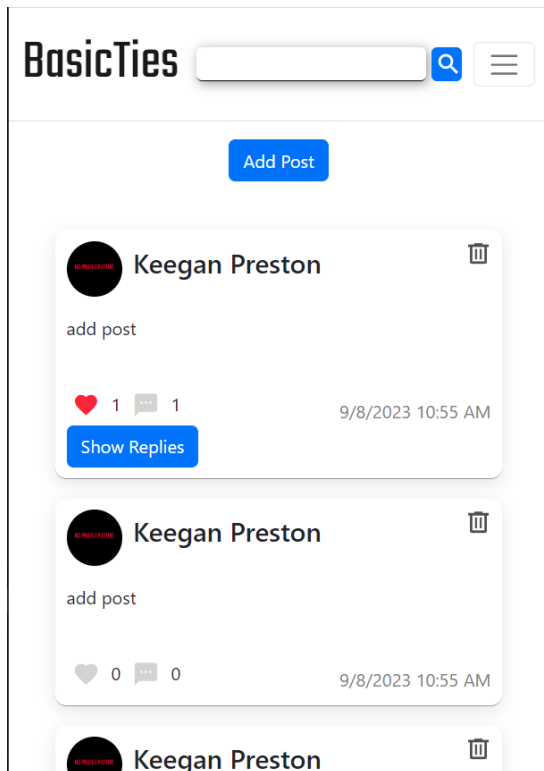 BasicTies
Add Post
Keegan Preston
add post
1 1
9/8/2023 10:55 AM
Show Replies
Keegan Preston
add post
0 0
9/8/2023 10:55 AM
Keegan Preston